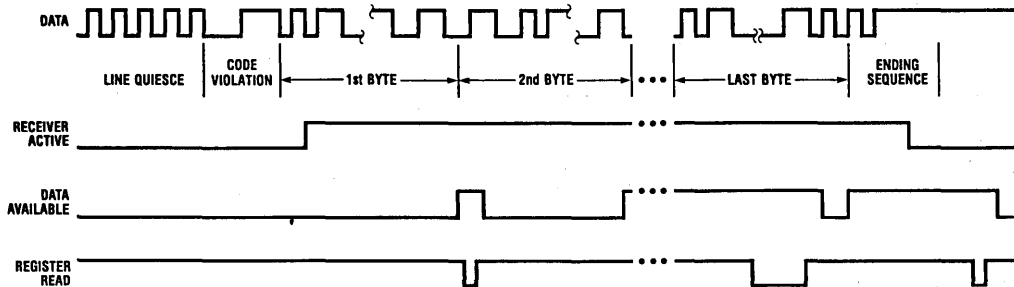 DATA
LINE QUIESCE
CODE
VIOLATION
1st BYTE
2nd BYTE
LAST BYTE
ENDING
SEQUENCE
RECEIVER
ACTIVE
DATA
AVAILABLE
REGISTER
READ